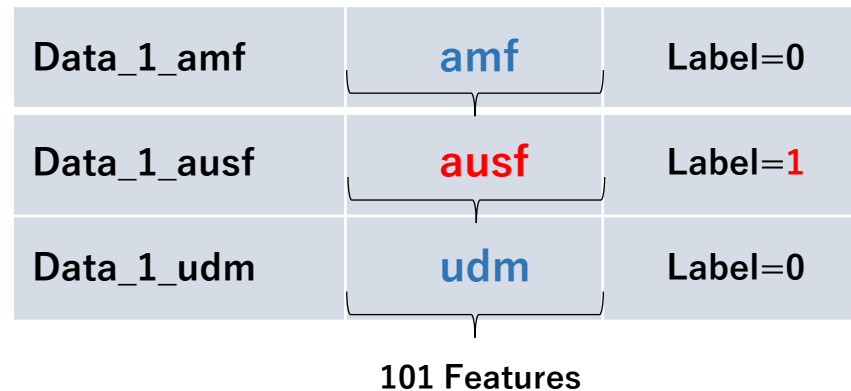 Data_1_amf amf Label=0
Data_1_ausf ausf Label=1
Data_1_udm udm Label=0
101 Features